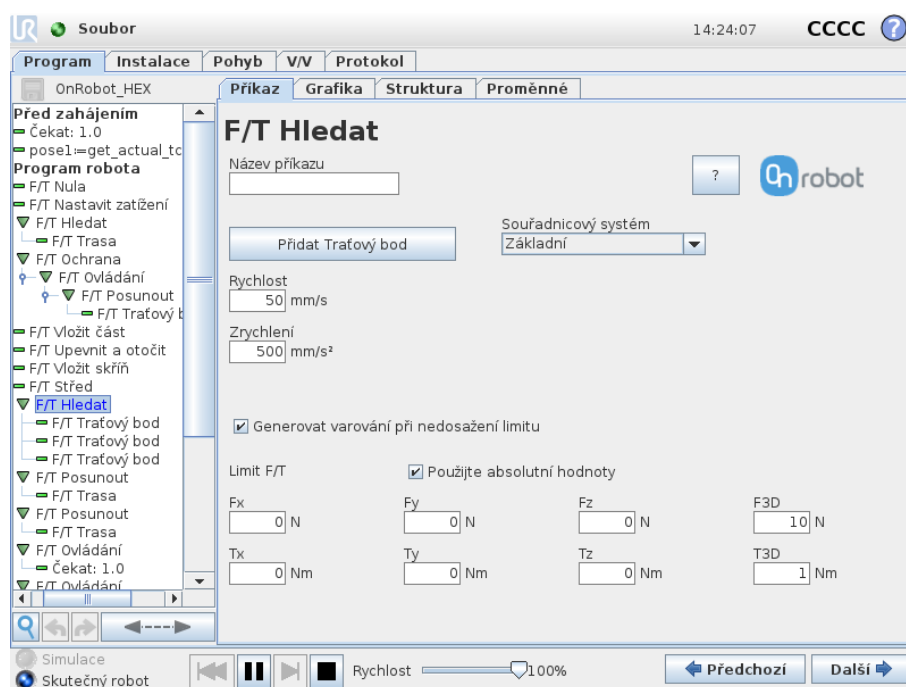 Soubor
14:24:07
CCCC
?
Program Instalace Pohyb V/V Protokol
OnRobot_HEX
Příkaz Grafika Struktura Proměnné
Před zahájením
Čekat: 1.0
pose1:=get_actual_tc
Program robota
F/T Nula
F/T Nastavit zatížení
F/T Hledat
F/T Trasa
F/T Ochrana
F/T Ovládání
F/T Posunout
F/T Traťový b
F/T Vložit část
F/T Upevnit a otočit
F/T Vložit skříň
F/T Střed
F/T Hledat
F/T Traťový bod
F/T Traťový bod
F/T Traťový bod
F/T Posunout
F/T Trasa
F/T Posunout
F/T Trasa
F/T Ovládání
Čekat: 1.0
F/T Ovládání
F/T Hledat
Název příkazu
?
On robot
Přidat Traťový bod
Souřadnicový systém
Základní
Rychlost
50 mm/s
Zrychlení
500 mm/s²
Generovat varování při nedosažení limitu
Limit F/T
Použijte absolutní hodnoty
Fx Fy Fz F3D
0 N 0 N 0 N 10 N
Tx Ty Tz T3D
0 Nm 0 Nm 0 Nm 1 Nm
Simulace
Skutečný robot
Rychlost 100%
Předchozí
Další